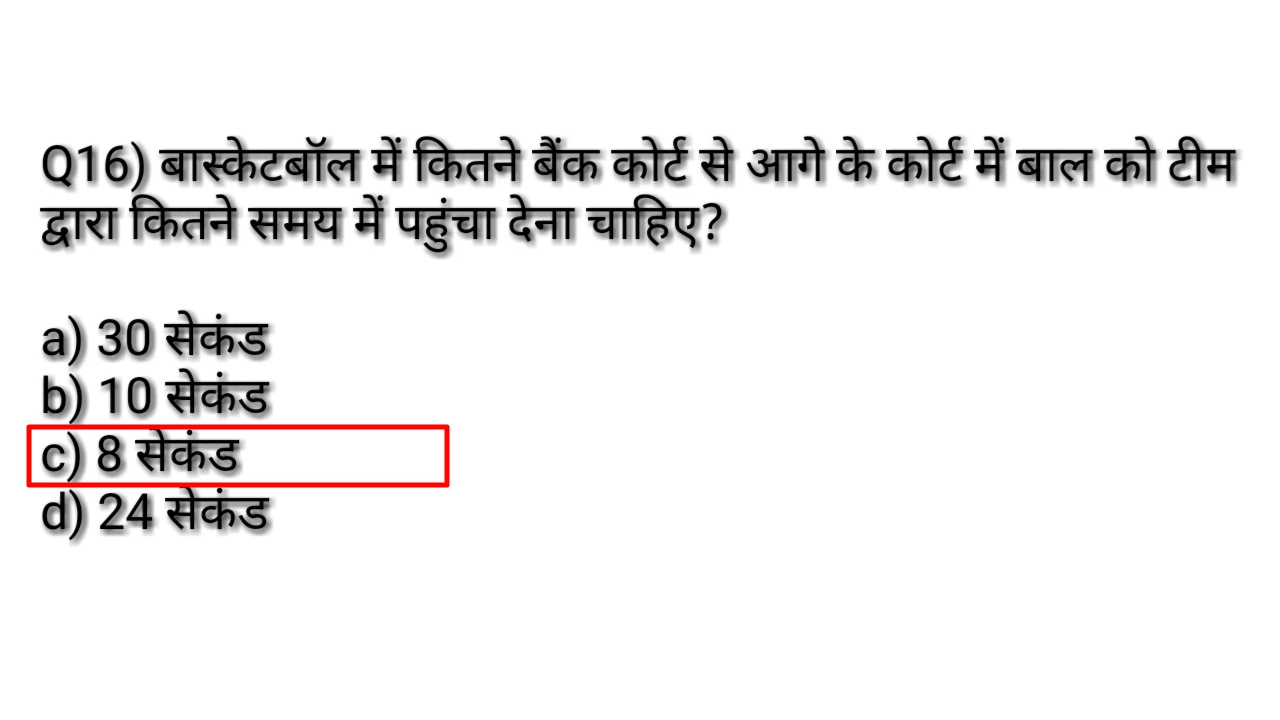 Q16) बास्केटबॉल में कितने बैंक कोर्ट से आगे के कोर्ट में बाल को टीम
द्वारा कितने समय में पहुंचा देना चाहिए?
a) 30 सेकंड
b) 10 सेकंड
c) 8 सेकंड
d) 24 सेकंड